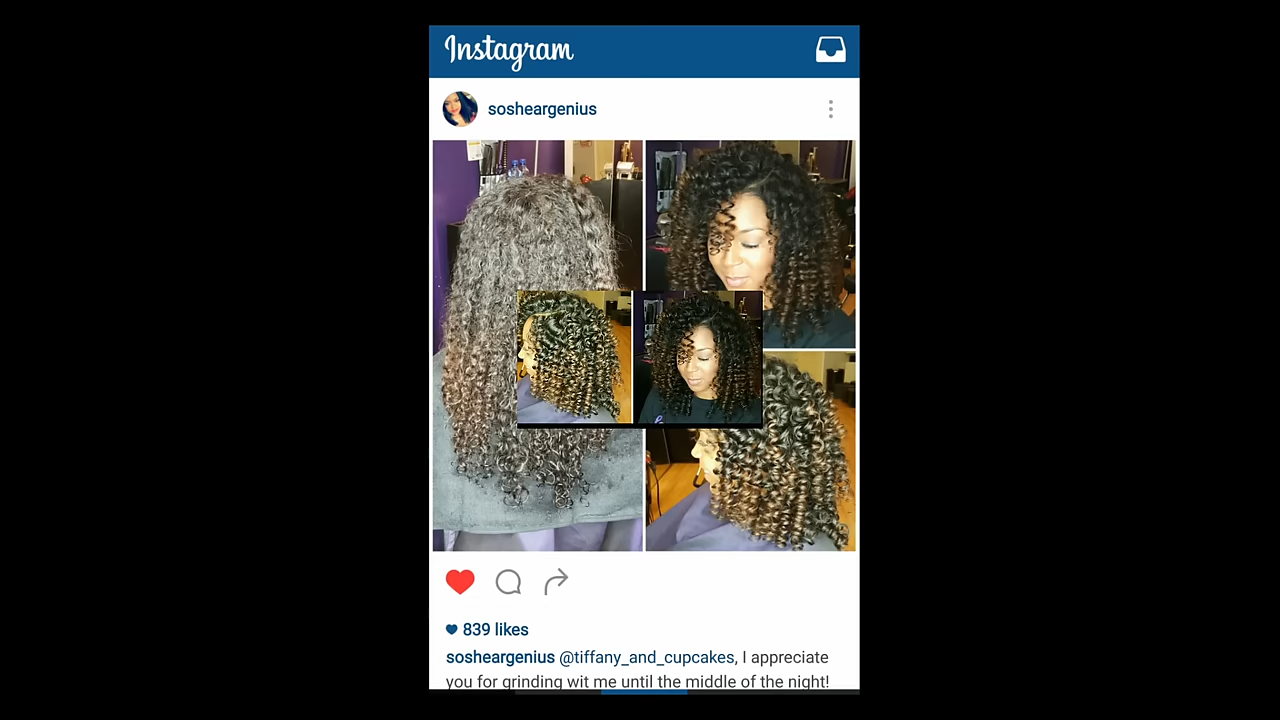 Instagram
sosheargenius
839 likes
sosheargenius @tiffany_and_cupcakes, I appreciate
you for grinding wit me until the middle of the night!